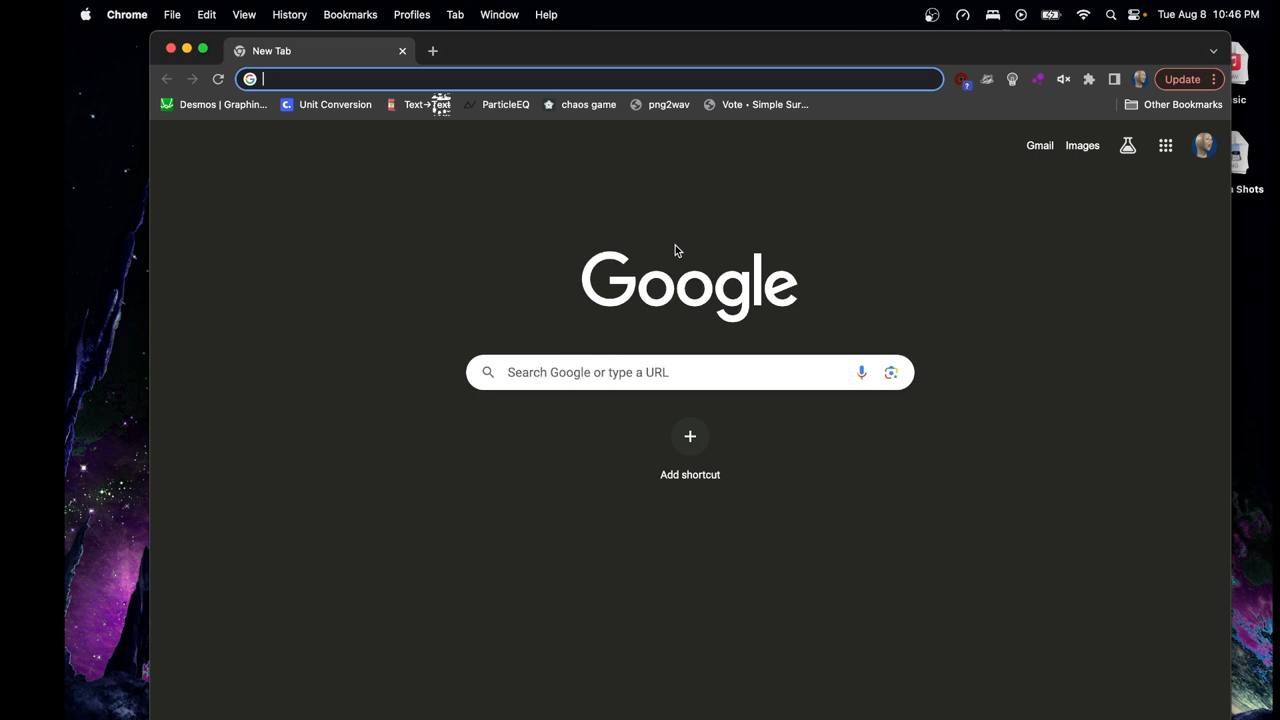 Chrome File Edit View History Bookmarks Profiles Tab Window Help Tue Aug 8 10:46 PM
New Tab
Update
Desmos | Graphin... Unit Conversion Text→Text ParticleEQ chaos game png2wav Vote • Simple Sur... Other Bookmarks
Gmail Images
Shots
Google
Search Google or type a URL
Add shortcut